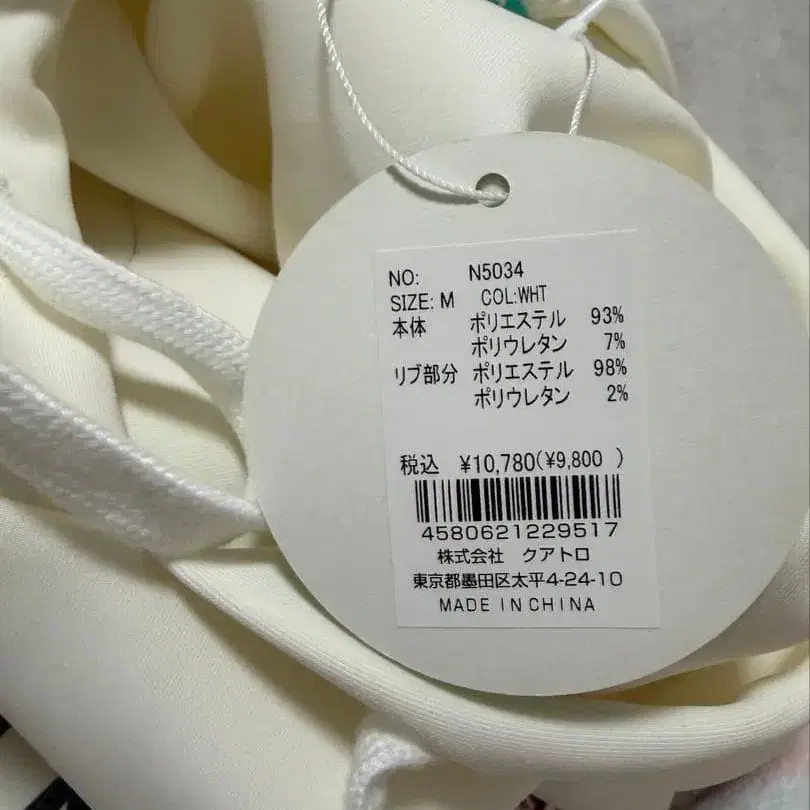 NO: N5034
SIZE: M COL:WHT
本体 ポリエステル 93%
ポリウレタン 7%
リブ部分 ポリエステル 98%
ポリウレタン 2%
税込 ¥10,780(¥9,800 )
4580621229517
株式会社 クアトロ
東京都墨田区太平4-24-10
MADE IN CHINA